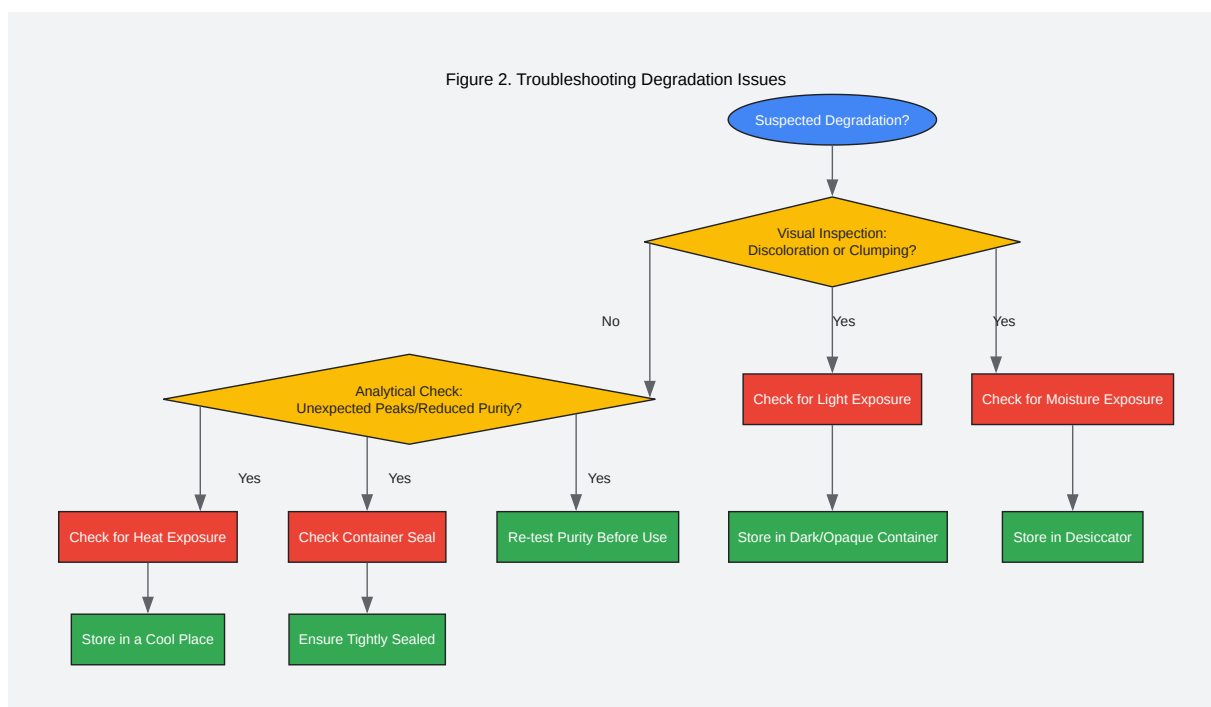 Figure 2. Troubleshooting Degradation Issues
Suspected Degradation?
Visual Inspection:
Discoloration or Clumping?
No
Yes
Yes
Analytical Check:
Unexpected Peaks/Reduced Purity?
Check for Light Exposure
Check for Moisture Exposure
Yes
Yes
Yes
Check for Heat Exposure
Check Container Seal
Re-test Purity Before Use
Store in Dark/Opaque Container
Store in Desiccator
Store in a Cool Place
Ensure Tightly Sealed